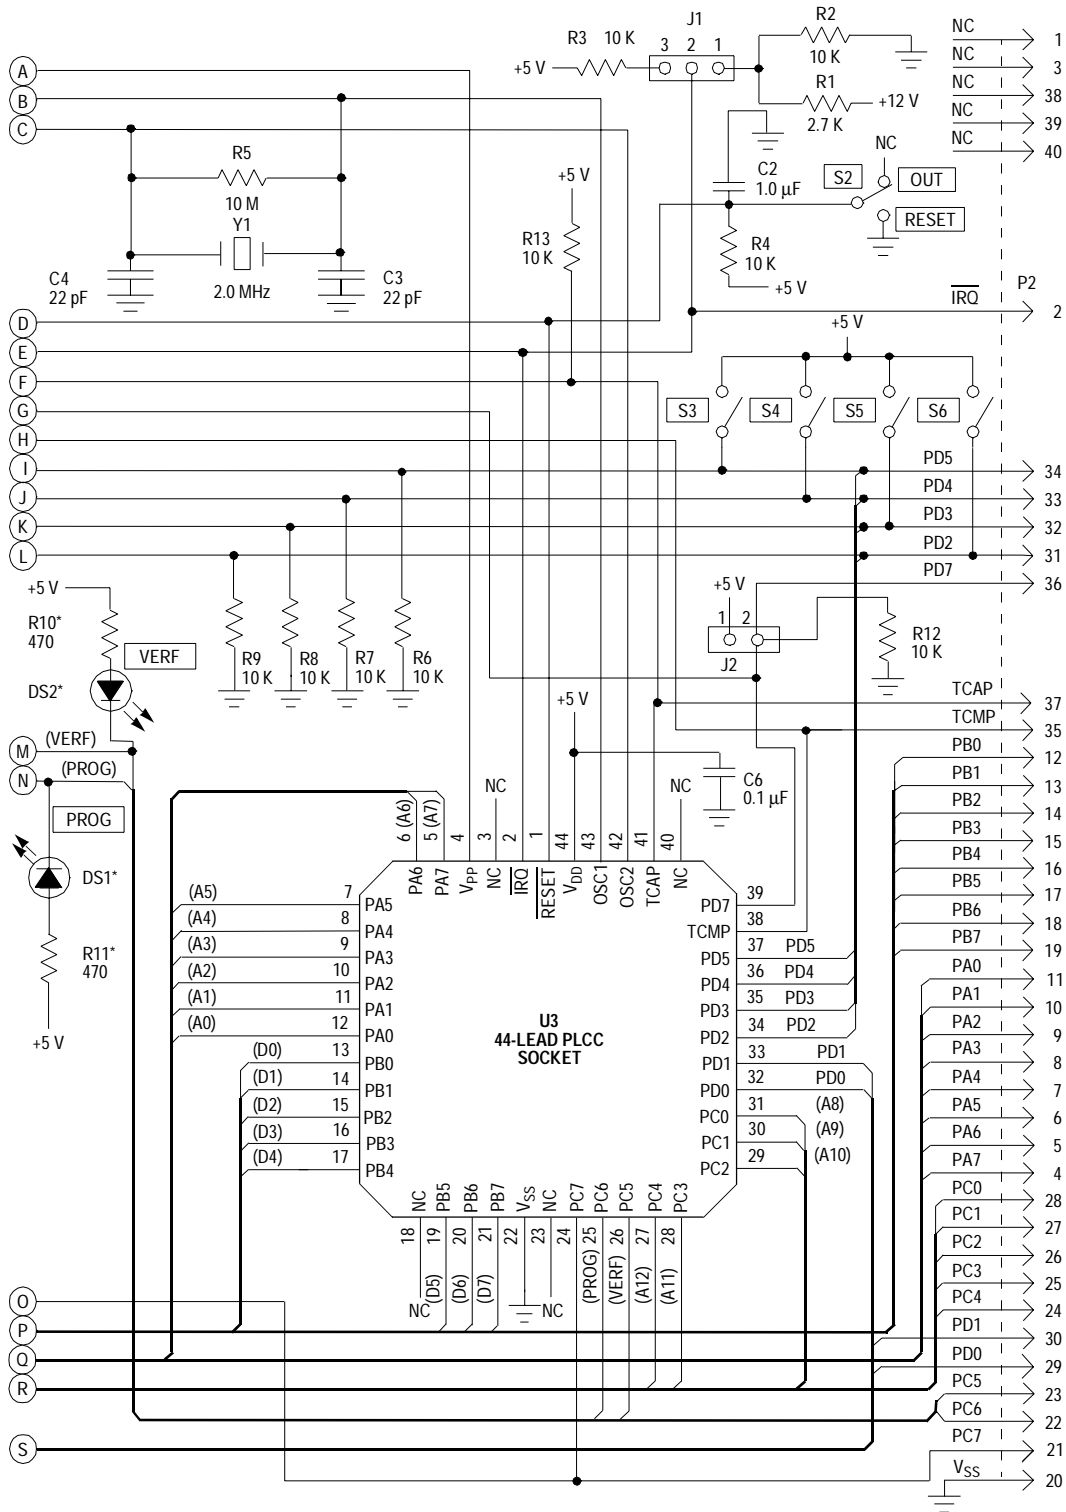 J1
R3 10 K
3 2 1
+5 V
R2
10 K
R1
2.7 K
+12 V
NC 1
NC 3
NC 38
NC 39
NC 40
A
B
C
R5
10 M
Y1
2.0 MHz
C4
22 pF
C3
22 pF
+5 V
R13
10 K
C2
1.0 µF
R4
10 K
+5 V
NC
S2
OUT
RESET
P2
IRQ 2
D
E
F
G
H
I
J
K
L
+5 V
S3
S4
S5
S6
PD5 34
PD4 33
PD3 32
PD2 31
PD7 36
+5 V
R10*
470
VERF
DS2*
R9
10 K
R8
10 K
R7
10 K
R6
10 K
+5 V
1 2
J2
R12
10 K
TCAP 37
TCMP 35
PB0 12
PB1 13
PB2 14
PB3 15
PB4 16
PB5 17
PB6 18
PB7 19
PA0 11
PA1 10
PA2 9
PA3 8
PA4 7
PA5 6
PA6 5
PA7 4
PC0 28
PC1 27
PC2 26
PC3 25
PC4 24
PD1 30
PD0 29
PC5 23
PC6 22
PC7 21
VSS 20
M
(VERF)
N
(PROG)
PROG
DS1*
R11*
470
+5 V
+5 V
C6
0.1 µF
NC
NC
6 (A6)
5 (A7)
4
3
2
1
44
43
42
41
40
PA6
PA7
VPP
NC
IRQ
RESET
VDD
OSC1
OSC2
TCAP
NC
(A5) 7 PA5
(A4) 8 PA4
(A3) 9 PA3
(A2) 10 PA2
(A1) 11 PA1
(A0) 12 PA0
(D0) 13 PB0
(D1) 14 PB1
(D2) 15 PB2
(D3) 16 PB3
(D4) 17 PB4
U3
44-LEAD PLCC
SOCKET
PD7 39
TCMP 38
PD5 37 PD5
PD4 36 PD4
PD3 35 PD3
PD2 34 PD2
PD1 33 PD1
PD0 32 PD0
PC0 31 (A8)
PC1 30 (A9)
PC2 29 (A10)
NC
PB5
PB6
PB7
VSS
NC
PC7
PC6
PC5
PC4
PC3
18
19
20
21
22
23
24
25
26
27
28
NC
(D5)
(D6)
(D7)
NC
(PROG)
(VERF)
(A12)
(A11)
O
P
Q
R
S